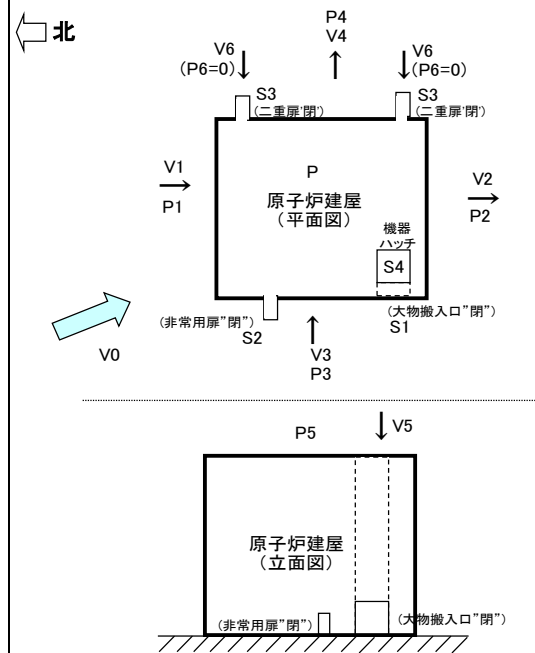 北
P4
V4
V6
(P6=0)
V6
(P6=0)
S3
(二重扉'閉')
S3
(二重扉'閉')
V1
P1
P
原子炉建屋
(平面図)
V2
P2
機器
ハッチ
S4
(大物搬入口"閉")
S1
(非常用扉"閉")
S2
V0
V3
P3
P5
V5
原子炉建屋
(立面図)
(非常用扉"閉")
(大物搬入口"閉")